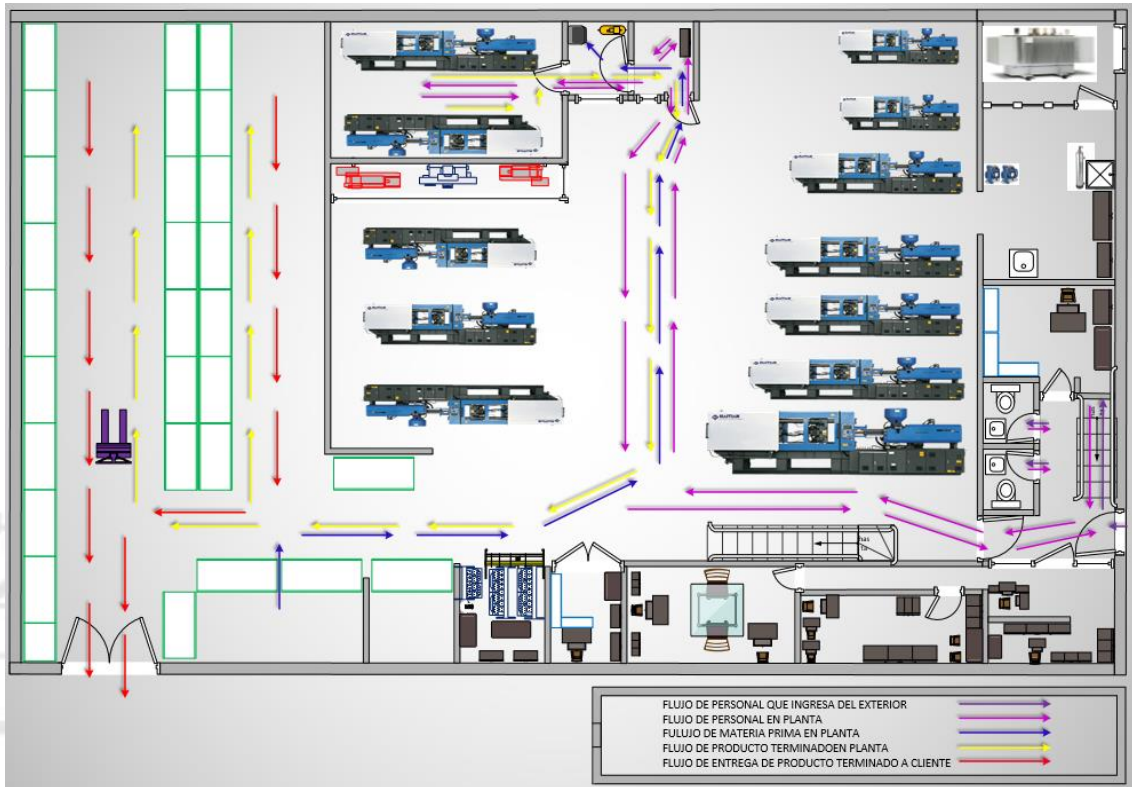 FLUJO DE PERSONAL QUE INGRESA DEL EXTERIOR
FLUJO DE PERSONAL EN PLANTA
FULUJO DE MATERIA PRIMA EN PLANTA
FLUJO DE PRODUCTO TERMINADOEN PLANTA
FLUJO DE ENTREGA DE PRODUCTO TERMINADO A CLIENTE